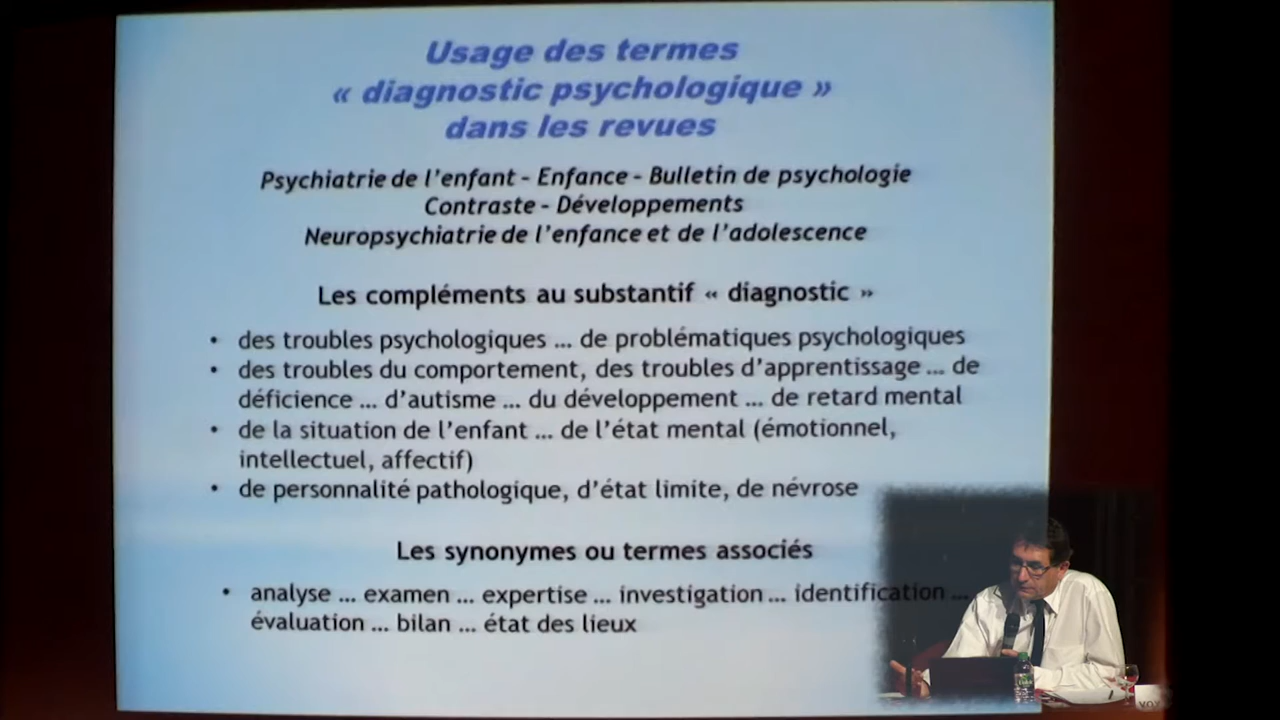 Usage des termes
« diagnostic psychologique »
dans les revues
Psychiatrie de l'enfant - Enfance - Bulletin de psychologie
Contraste - Développements
Neuropsychiatrie de l'enfance et de l'adolescence
Les compléments au substantif « diagnostic »
• des troubles psychologiques ... de problématiques psychologiques
• des troubles du comportement, des troubles d'apprentissage ... de
déficience ... d'autisme ... du développement ... de retard mental
• de la situation de l'enfant ... de l'état mental (émotionnel,
intellectuel, affectif)
• de personnalité pathologique, d'état limite, de névrose
Les synonymes ou termes associés
• analyse ... examen ... expertise ... investigation ... identification ...
évaluation ... bilan ... état des lieux